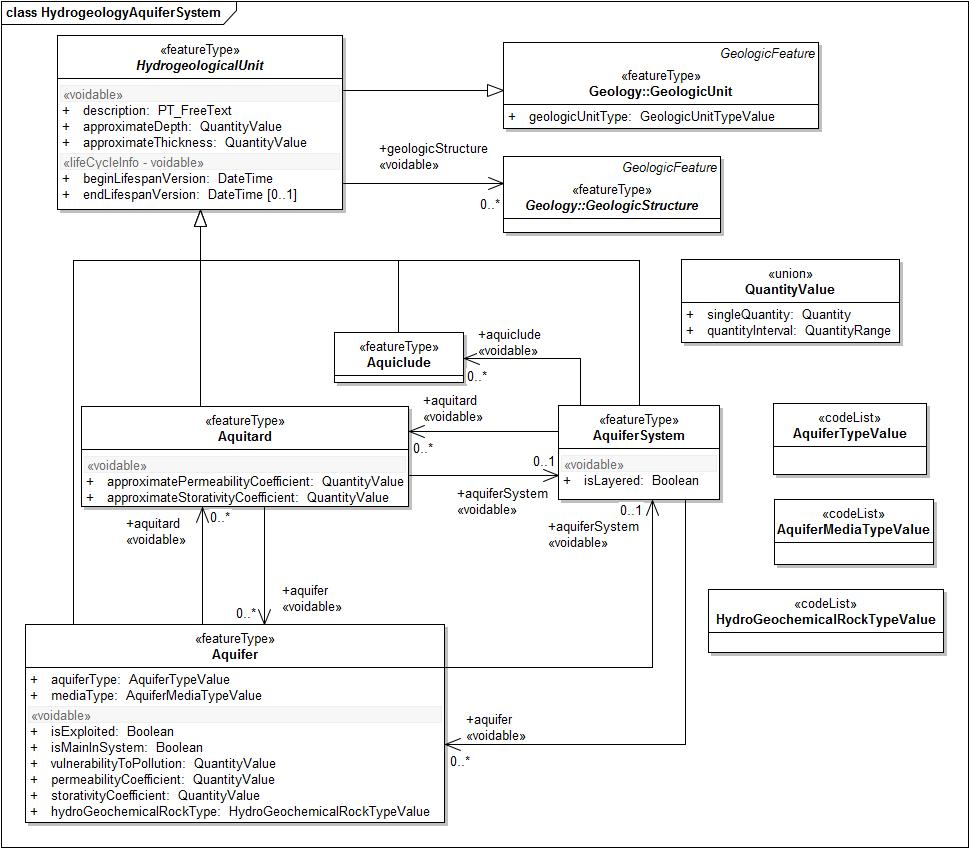 class HydrogeologyAquiferSystem
«featureType»
HydrogeologicalUnit
«voidable»
+ description: PT_FreeText
+ approximateDepth: QuantityValue
+ approximateThickness: QuantityValue
«lifeCycleInfo - voidable»
+ beginLifespanVersion: DateTime
+ endLifespanVersion: DateTime [0..1]
GeologicFeature
«featureType»
Geology::GeologicUnit
+ geologicUnitType: GeologicUnitTypeValue
+geologicStructure
«voidable»
0..*
GeologicFeature
«featureType»
Geology::GeologicStructure
«union»
QuantityValue
+ singleQuantity: Quantity
+ quantityInterval: QuantityRange
«featureType»
Aquiclude
+aquiclude
«voidable»
0..*
«featureType»
Aquitard
«voidable»
+ approximatePermeabilityCoefficient: QuantityValue
+ approximateStorativityCoefficient: QuantityValue
+aquitard
«voidable»
0..*
«featureType»
AquiferSystem
«voidable»
+ isLayered: Boolean
0..1
+aquiferSystem
«voidable»
0..1
+aquiferSystem
«voidable»
«codeList»
AquiferTypeValue
«codeList»
AquiferMediaTypeValue
«codeList»
HydroGeochemicalRockTypeValue
+aquitard
«voidable»
0..*
+aquifer
«voidable»
0..*
«featureType»
Aquifer
+ aquiferType: AquiferTypeValue
+ mediaType: AquiferMediaTypeValue
«voidable»
+ isExploited: Boolean
+ isMainInSystem: Boolean
+ vulnerabilityToPollution: QuantityValue
+ permeabilityCoefficient: QuantityValue
+ storativityCoefficient: QuantityValue
+ hydroGeochemicalRockType: HydroGeochemicalRockTypeValue
+aquifer
«voidable»
0..*